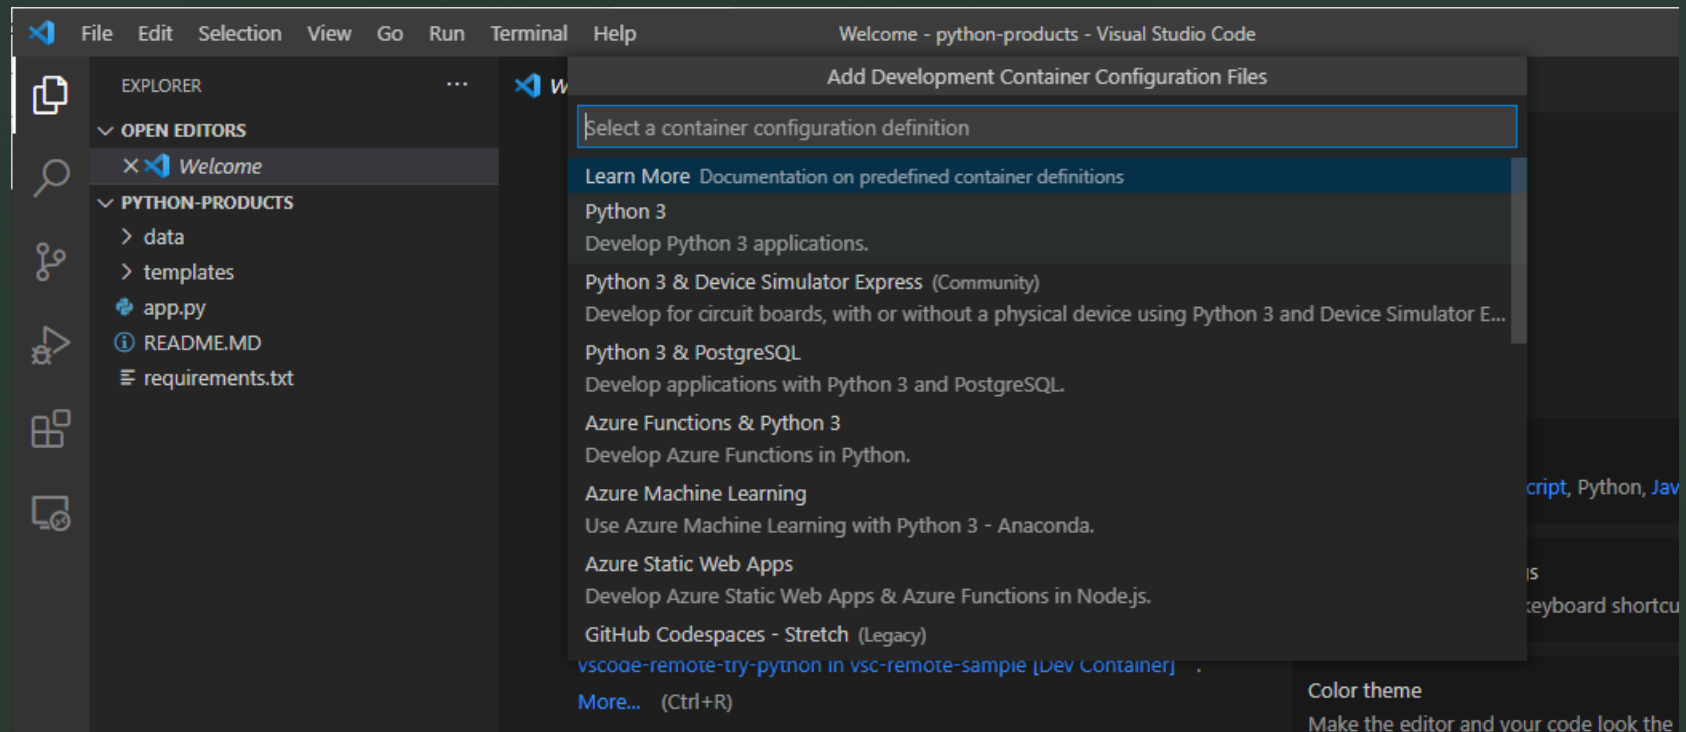 File Edit Selection View Go Run Terminal Help Welcome - python-products - Visual Studio Code
EXPLORER ...
OPEN EDITORS
Welcome
PYTHON-PRODUCTS
data
templates
app.py
README.MD
requirements.txt
W
Add Development Container Configuration Files
Select a container configuration definition
Learn More Documentation on predefined container definitions
Python 3
Develop Python 3 applications.
Python 3 & Device Simulator Express (Community)
Develop for circuit boards, with or without a physical device using Python 3 and Device Simulator E...
Python 3 & PostgreSQL
Develop applications with Python 3 and PostgreSQL.
Azure Functions & Python 3
Develop Azure Functions in Python.
Azure Machine Learning
Use Azure Machine Learning with Python 3 - Anaconda.
Azure Static Web Apps
Develop Azure Static Web Apps & Azure Functions in Node.js.
GitHub Codespaces - Stretch (Legacy)
vscode-remote-try-python in vsc-remote-sample [Dev Container] .
More... (Ctrl+R)
cript, Python, Jav
gs
keyboard shortcu
Color theme
Make the editor and your code look the